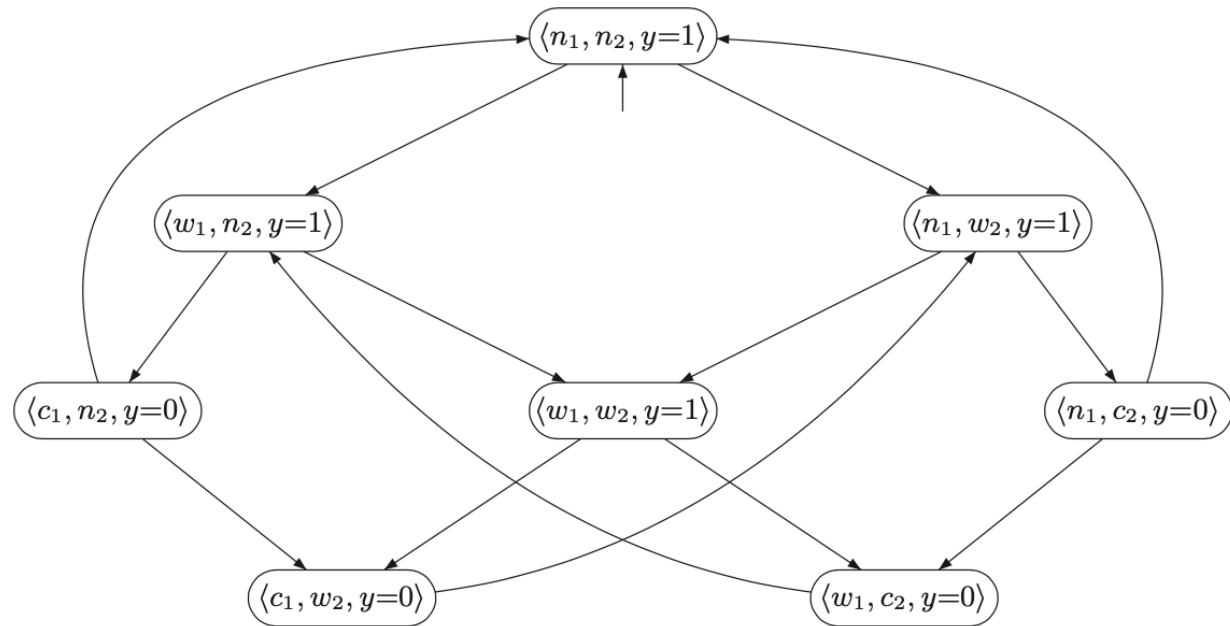 ⟨n₁, n₂, y=1⟩
⟨w₁, n₂, y=1⟩
⟨n₁, w₂, y=1⟩
⟨c₁, n₂, y=0⟩
⟨w₁, w₂, y=1⟩
⟨n₁, c₂, y=0⟩
⟨c₁, w₂, y=0⟩
⟨w₁, c₂, y=0⟩